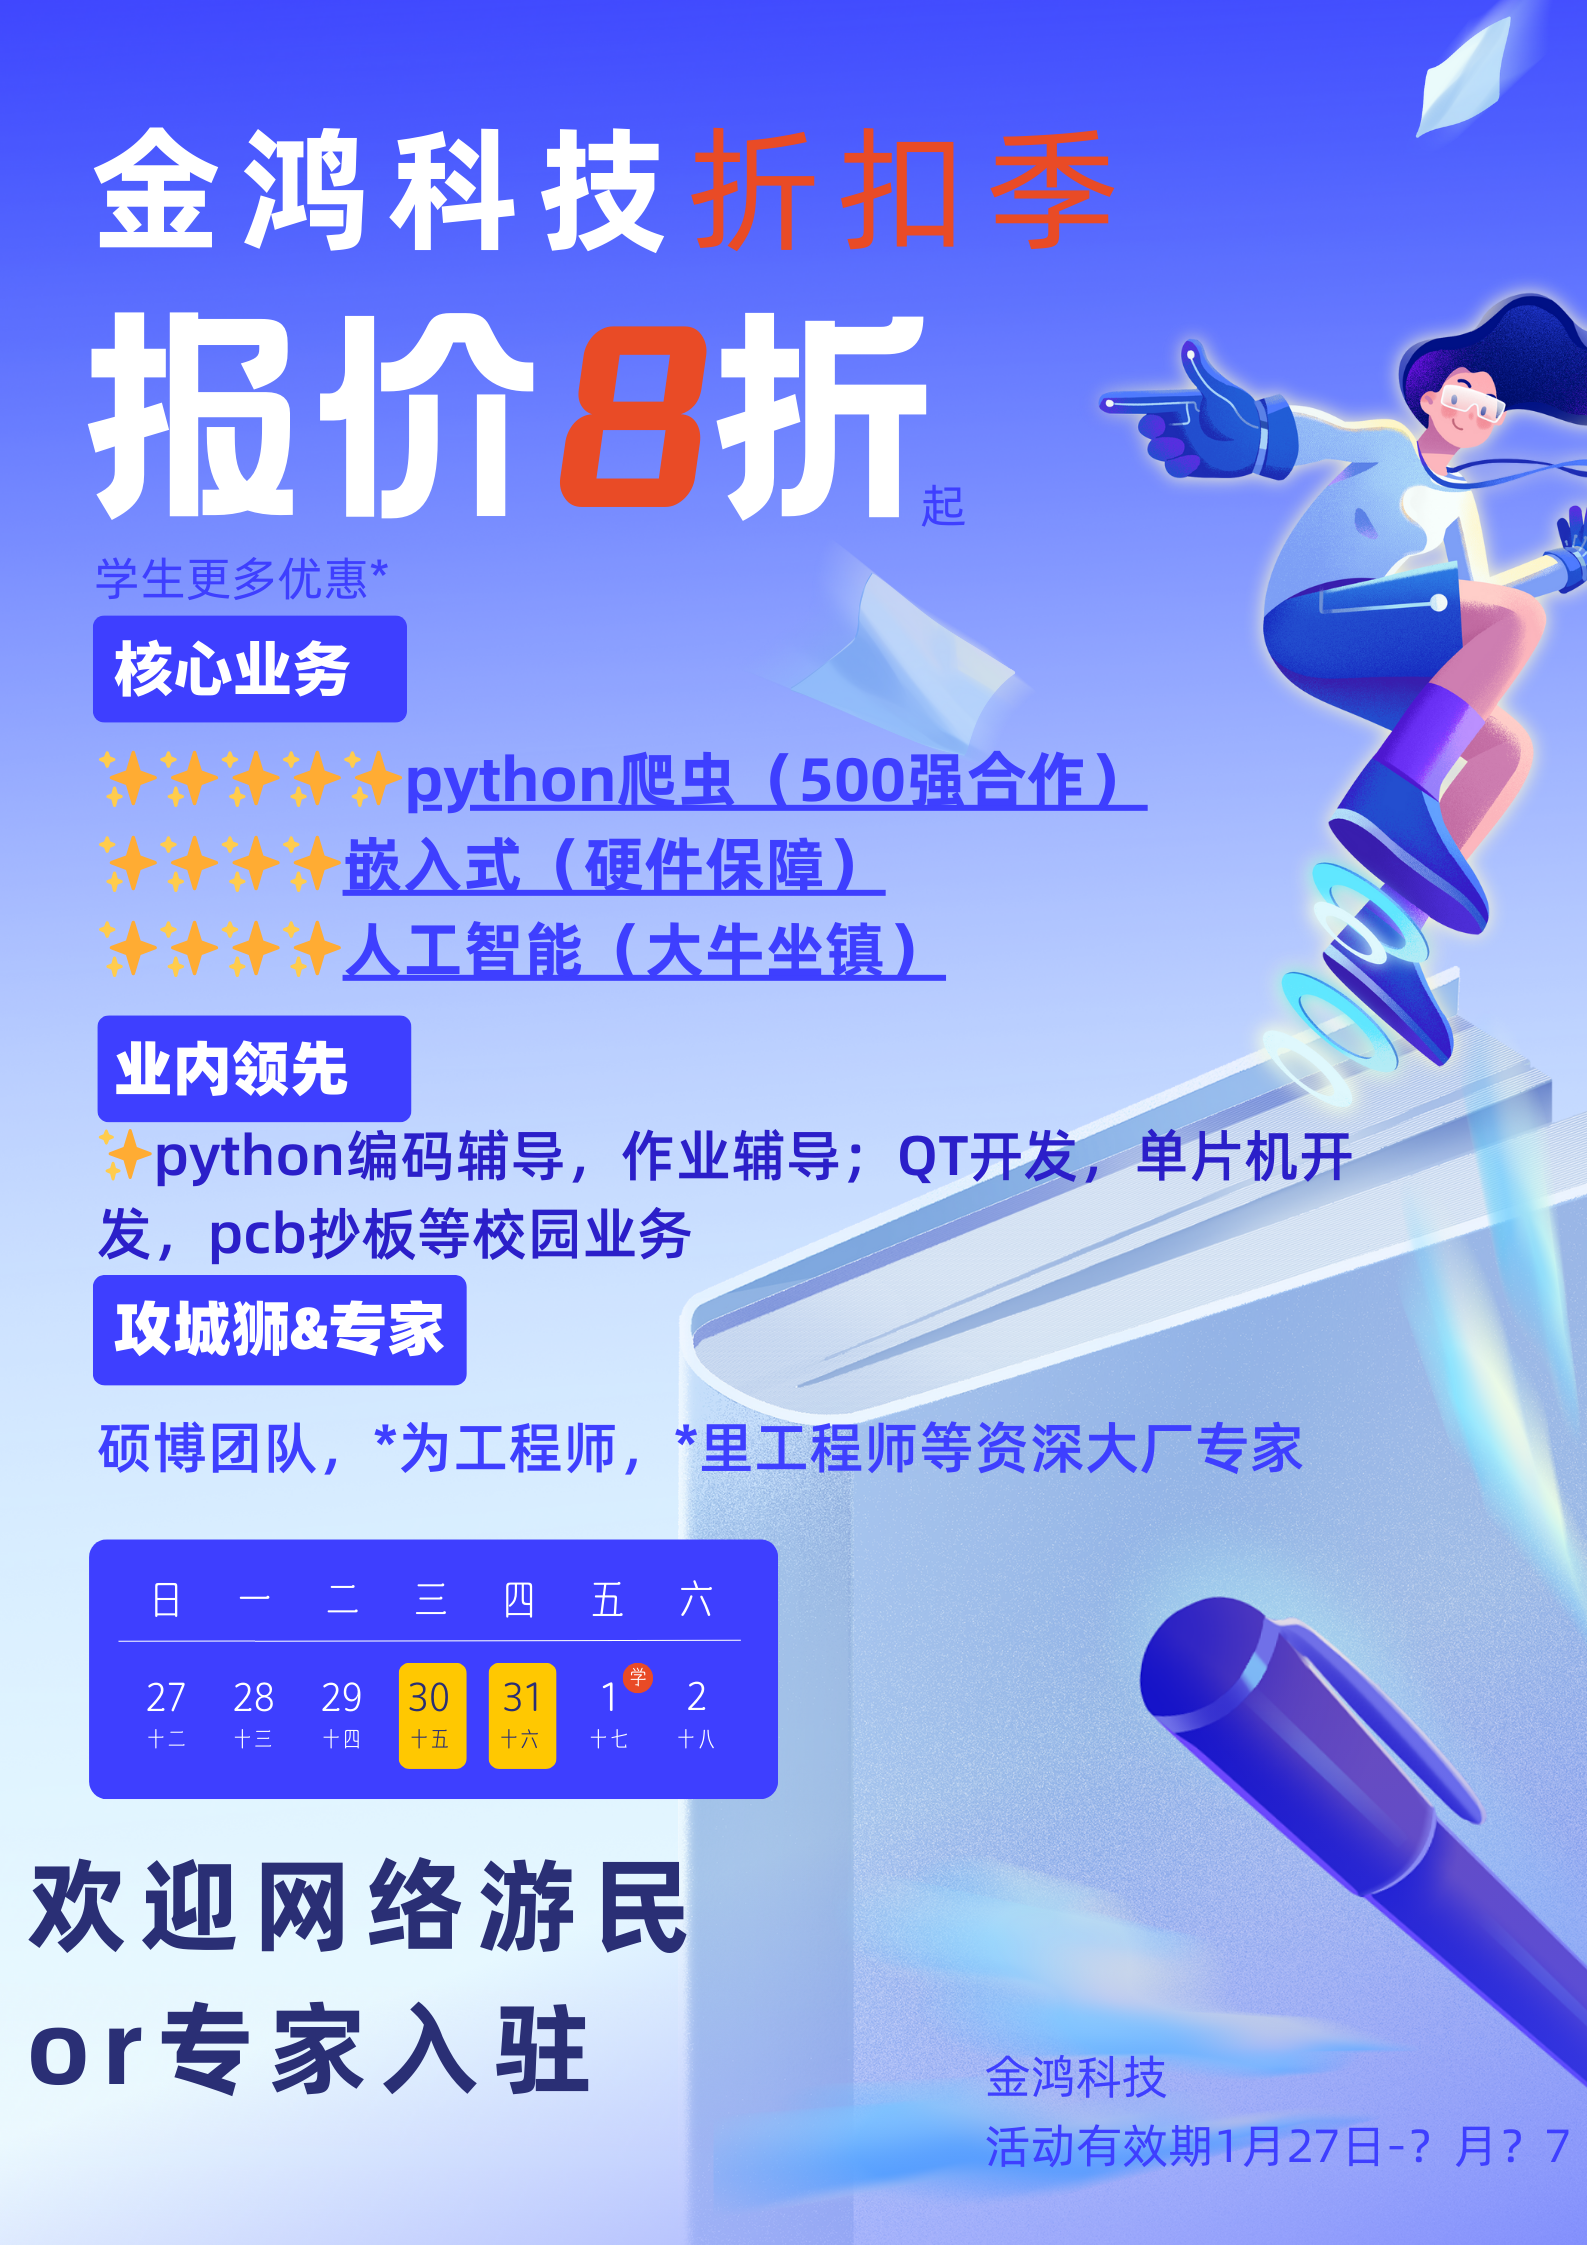 金鸿科技折扣季
报价8折起
学生更多优惠*
核心业务
✨✨✨✨✨python爬虫（500强合作）
✨✨✨✨嵌入式（硬件保障）
✨✨✨✨人工智能（大牛坐镇）
业内领先
✨python编码辅导，作业辅导；QT开发，单片机开
发，pcb抄板等校园业务
攻城狮&专家
硕博团队，*为工程师，*里工程师等资深大厂专家
日 一 二 三 四 五 六
27 28 29 30 31 1 学 2
十二 十三 十四 十五 十六 十七 十八
欢迎网络游民
or专家入驻
金鸿科技
活动有效期1月27日-？月？7